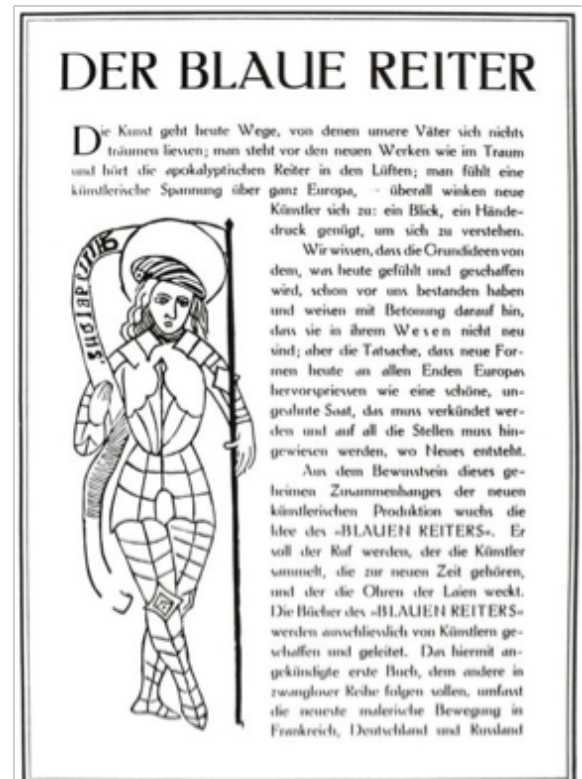 DER BLAUE REITER
Die Kunst geht heute Wege, von denen unsere Väter sich nichts
träumen liessen; man steht vor den neuen Werken wie im Traum
und hört die apokalyptischen Reiter in den Lüften; man fühlt eine
künstlerische Spannung über ganz Europa, – überall winken neue
Künstler sich zu: ein Blick, ein Hände-
druck genügt, um sich zu verstehen.
Wir wissen, dass die Grundideen von
dem, was heute gefühlt und geschaffen
wird, schon vor uns bestanden haben
und weisen mit Betonung darauf hin,
dass sie in ihrem Wesen nicht neu
sind; aber die Tatsache, dass neue For-
men heute an allen Enden Europas
hervorspriessen wie eine schöne, un-
geahnte Saat, das muss verkündet wer-
den und auf all die Stellen muss hin-
gewiesen werden, wo Neues entsteht.
Aus dem Bewusstsein dieses ge-
heimen Zusammenhanges der neuen
künstlerischen Produktion wuchs die
Idee des »BLAUEN REITERS«. Er
soll der Ruf werden, der die Künstler
sammelt, die zur neuen Zeit gehören,
und der die Ohren der Laien weckt.
Die Bücher des »BLAUEN REITERS«
werden ausschliesslich von Künstlern ge-
schaffen und geleitet. Das hiermit an-
gekündigte erste Buch, dem andere in
zwangloser Reihe folgen sollen, umfasst
die neueste malerische Bewegung in
Frankreich, Deutschland und Russland